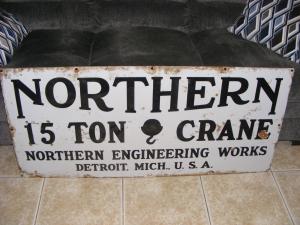 NORTHERN
15 TON CRANE
NORTHERN ENGINEERING WORKS
DETROIT, MICH., U. S. A.